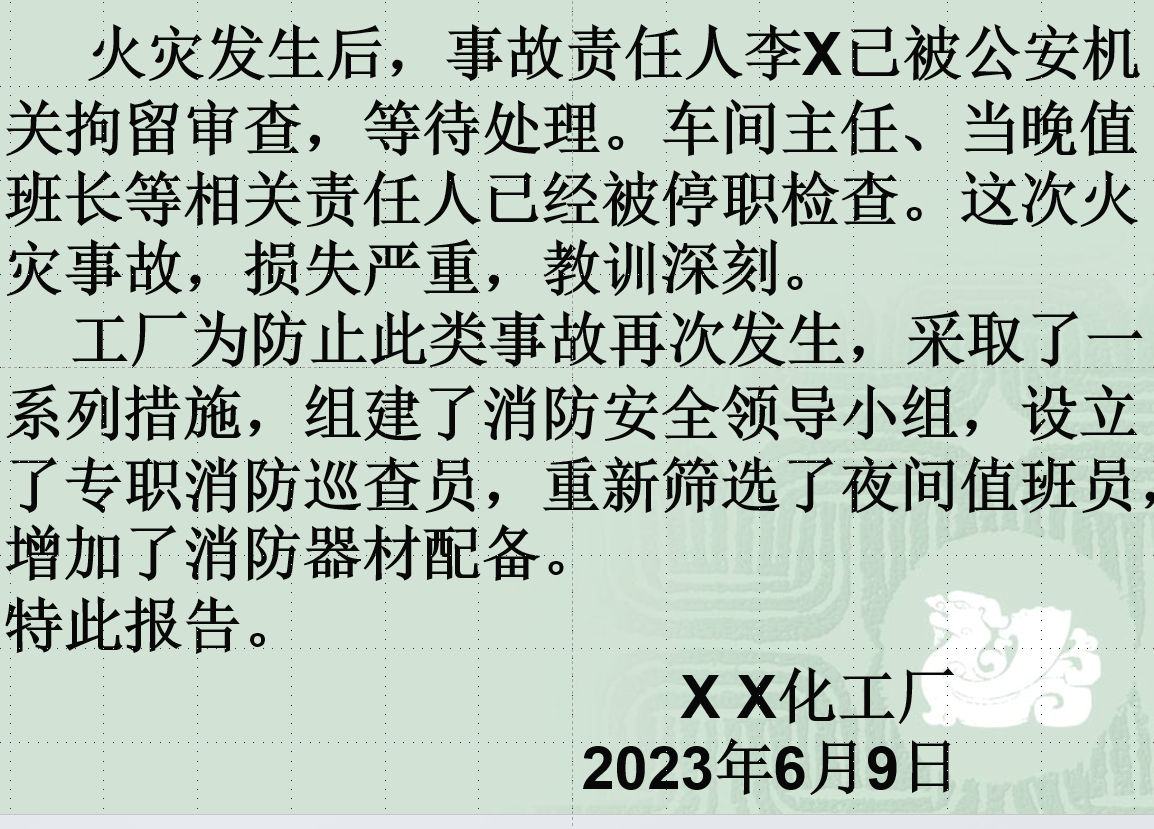 火灾发生后，事故责任人李X已被公安机
关拘留审查，等待处理。车间主任、当晚值
班长等相关责任人已经被停职检查。这次火
灾事故，损失严重，教训深刻。
工厂为防止此类事故再次发生，采取了一
系列措施，组建了消防安全领导小组，设立
了专职消防巡查员，重新筛选了夜间值班员，
增加了消防器材配备。
特此报告。
X X化工厂
2023年6月9日